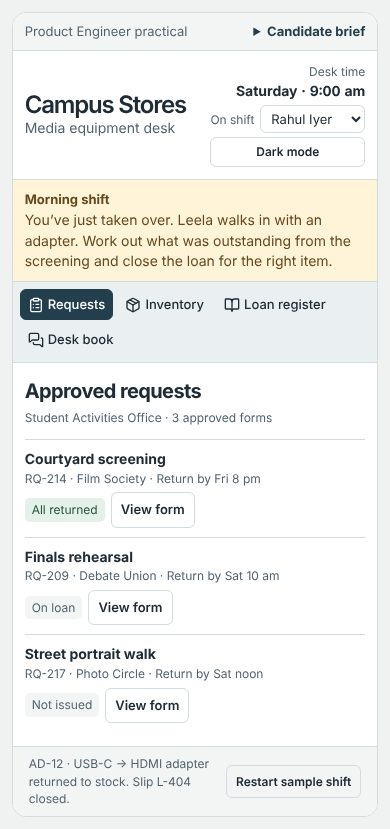 Product Engineer practical
▶ Candidate brief
Desk time
Saturday · 9:00 am
Campus Stores
Media equipment desk
On shift
Rahul Iyer
Dark mode
Morning shift
You’ve just taken over. Leela walks in with an
adapter. Work out what was outstanding from the
screening and close the loan for the right item.
Requests
Inventory
Loan register
Desk book
Approved requests
Student Activities Office · 3 approved forms
Courtyard screening
RQ-214 · Film Society · Return by Fri 8 pm
All returned
View form
Finals rehearsal
RQ-209 · Debate Union · Return by Sat 10 am
On loan
View form
Street portrait walk
RQ-217 · Photo Circle · Return by Sat noon
Not issued
View form
AD-12 · USB-C → HDMI adapter
returned to stock. Slip L-404
closed.
Restart sample shift